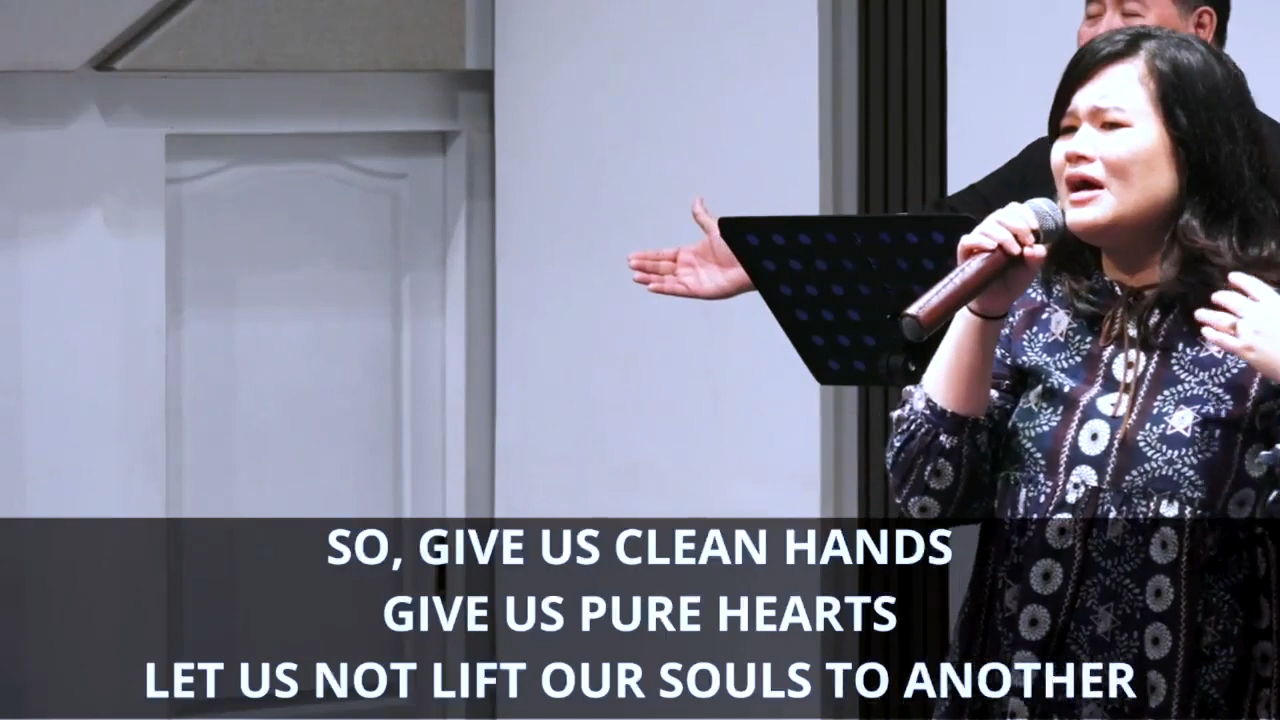 SO, GIVE US CLEAN HANDS
GIVE US PURE HEARTS
LET US NOT LIFT OUR SOULS TO ANOTHER